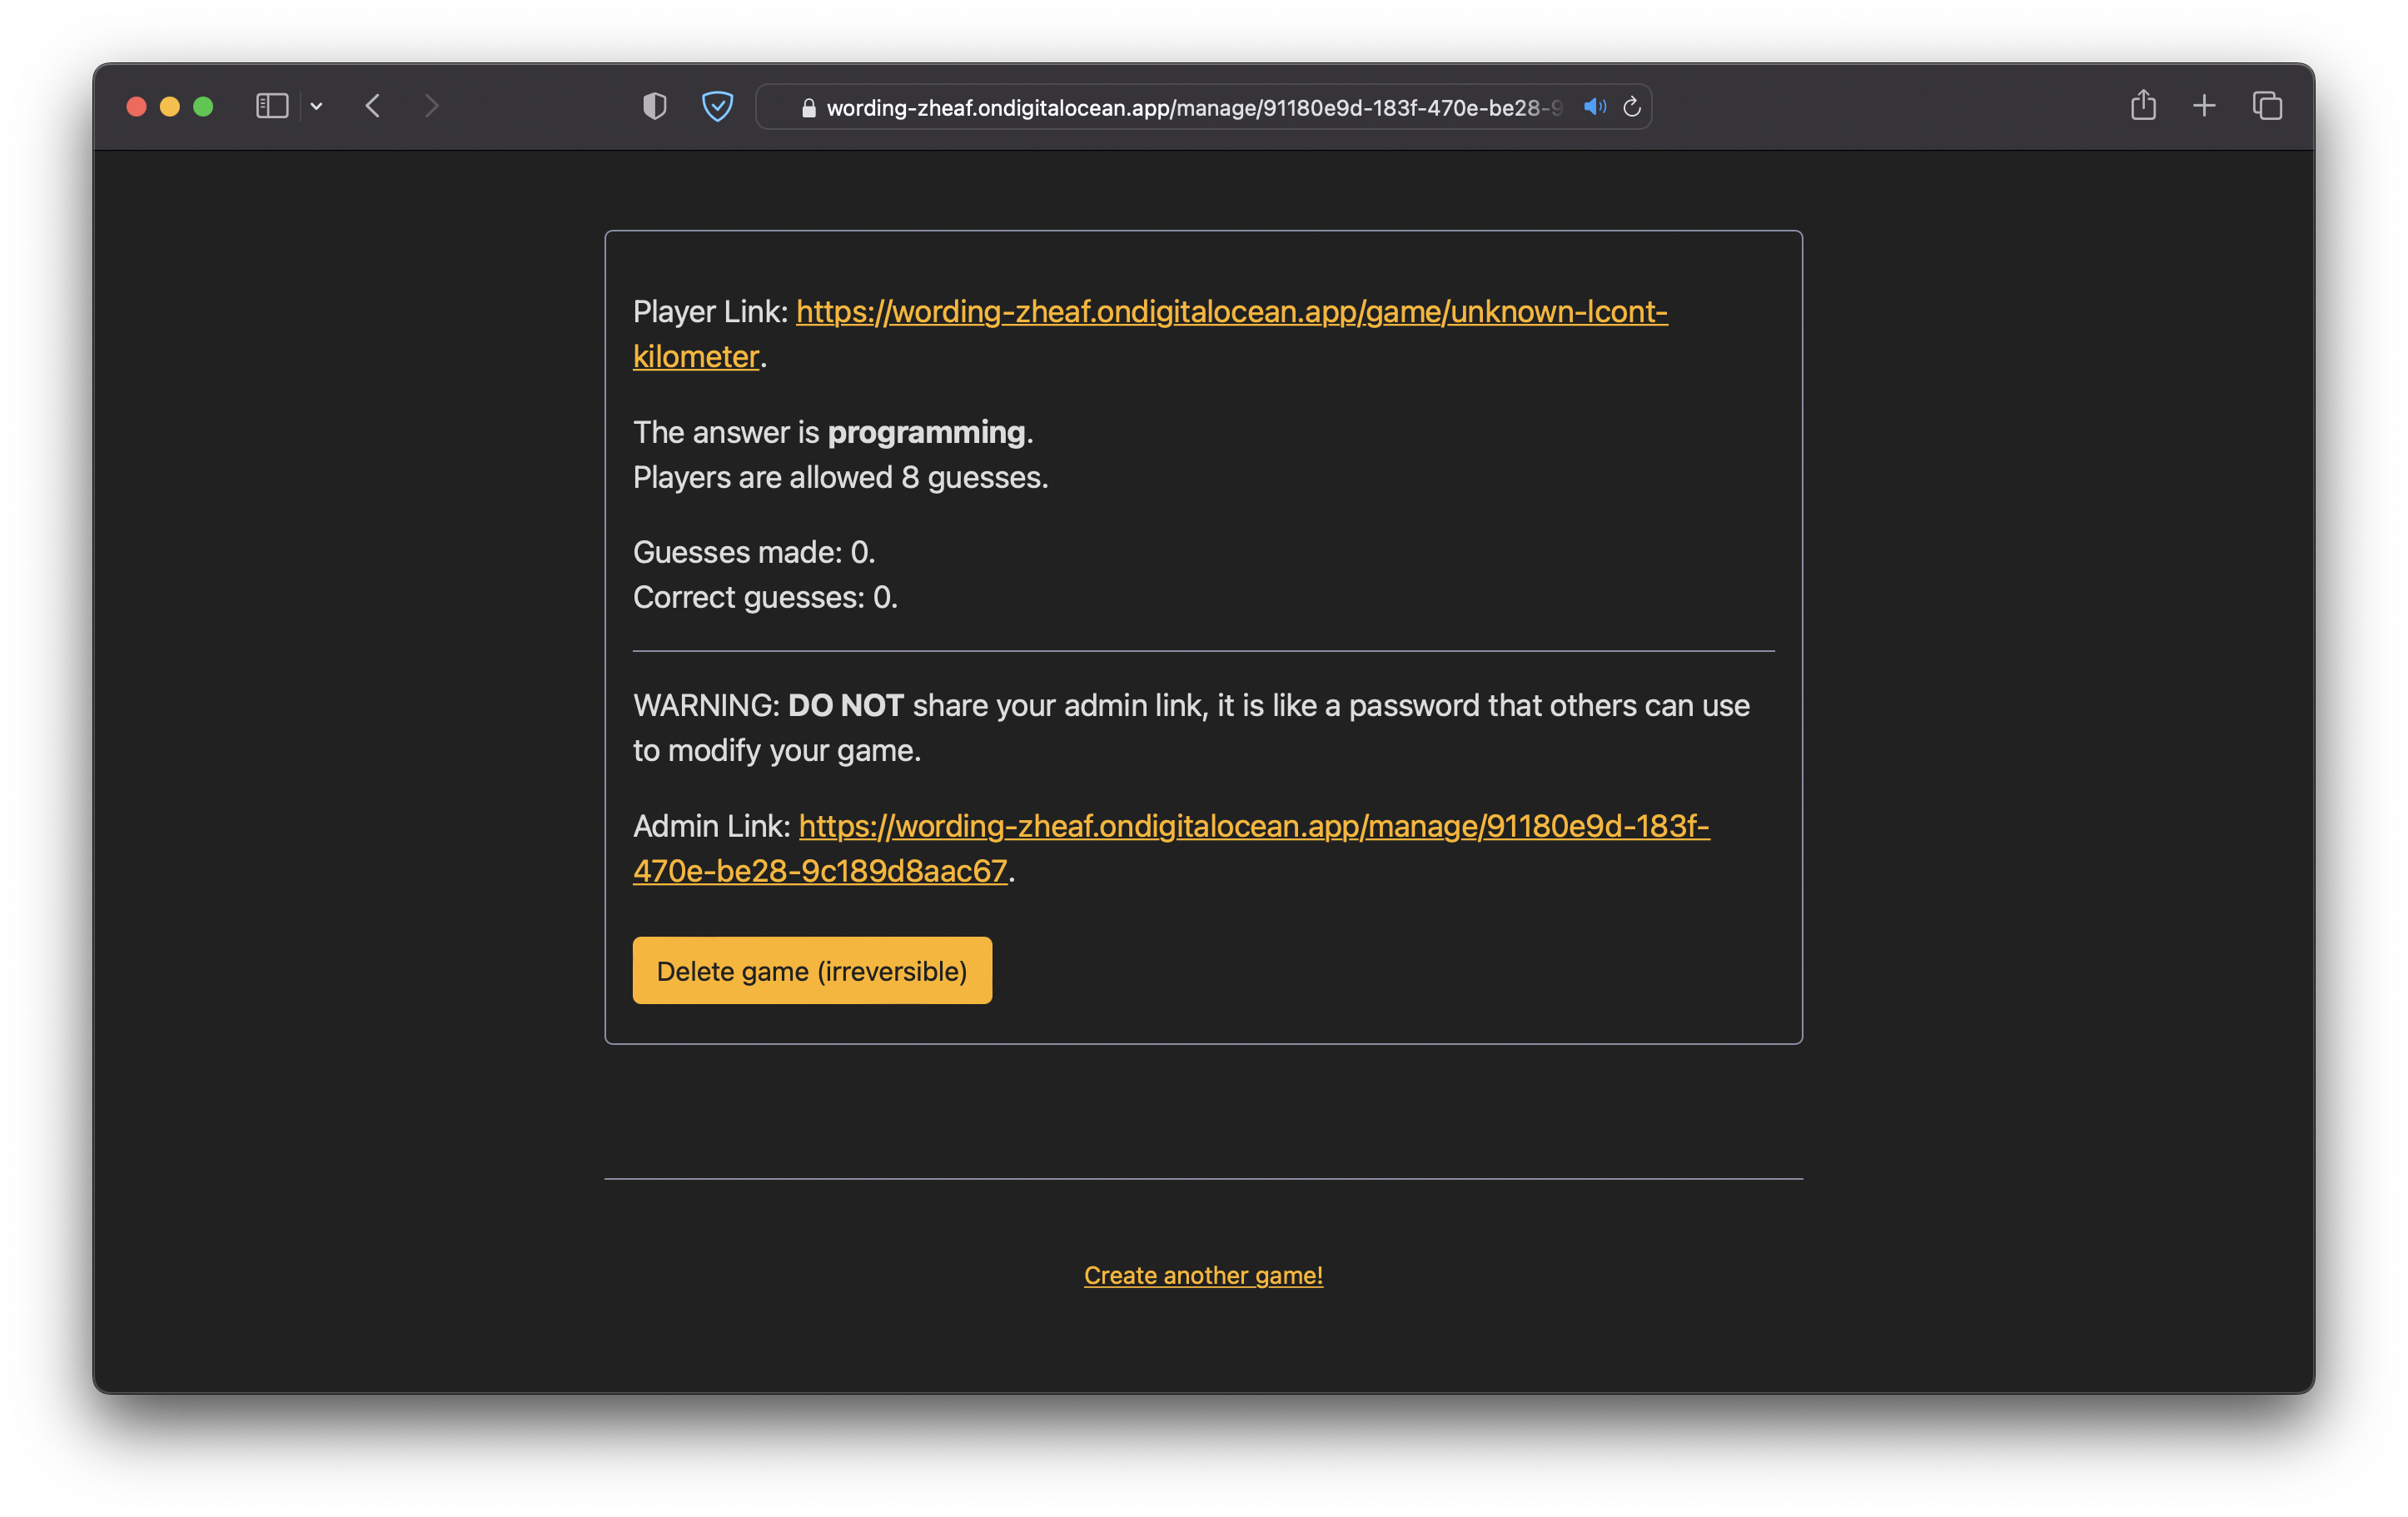 wording-zheaf.ondigitalocean.app/manage/91180e9d-183f-470e-be28-9
Player Link: https://wording-zheaf.ondigitalocean.app/game/unknown-lcont-
kilometer.
The answer is programming.
Players are allowed 8 guesses.
Guesses made: 0.
Correct guesses: 0.
WARNING: DO NOT share your admin link, it is like a password that others can use
to modify your game.
Admin Link: https://wording-zheaf.ondigitalocean.app/manage/91180e9d-183f-
470e-be28-9c189d8aac67.
Delete game (irreversible)
Create another game!